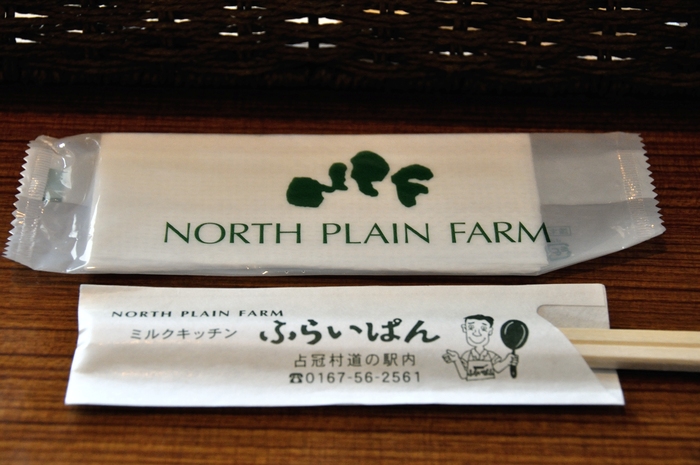 NORTH PLAIN FARM
NORTH PLAIN FARM
ミルクキッチン ふらいぱん
占冠村道の駅内
☎0167-56-2561